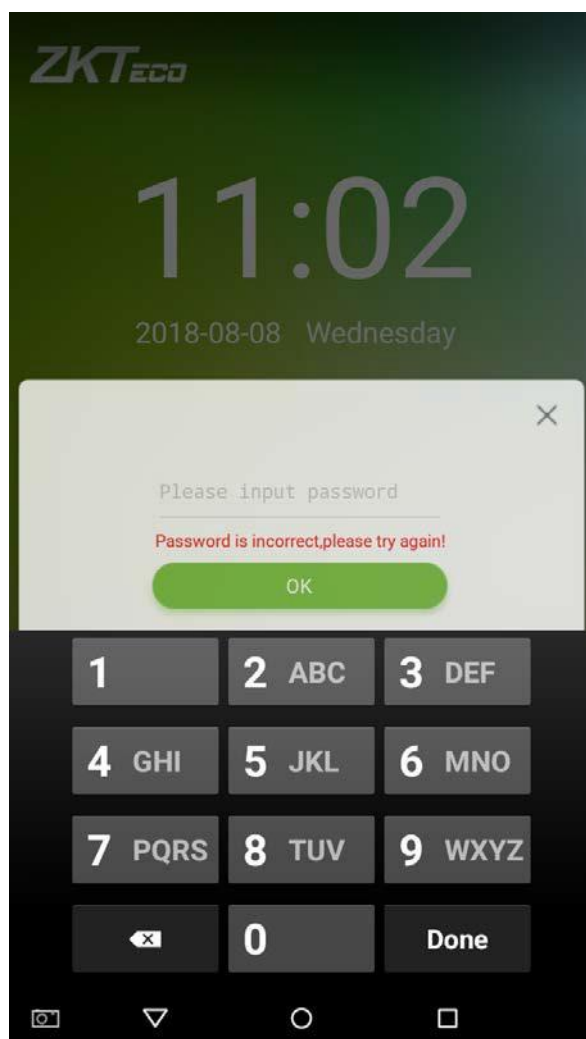 ZKTECO
11:02
2018-08-08 Wednesday
Please input password
Password is incorrect,please try again!
OK
1 2 ABC 3 DEF
4 GHI 5 JKL 6 MNO
7 PQRS 8 TUV 9 WXYZ
0 Done